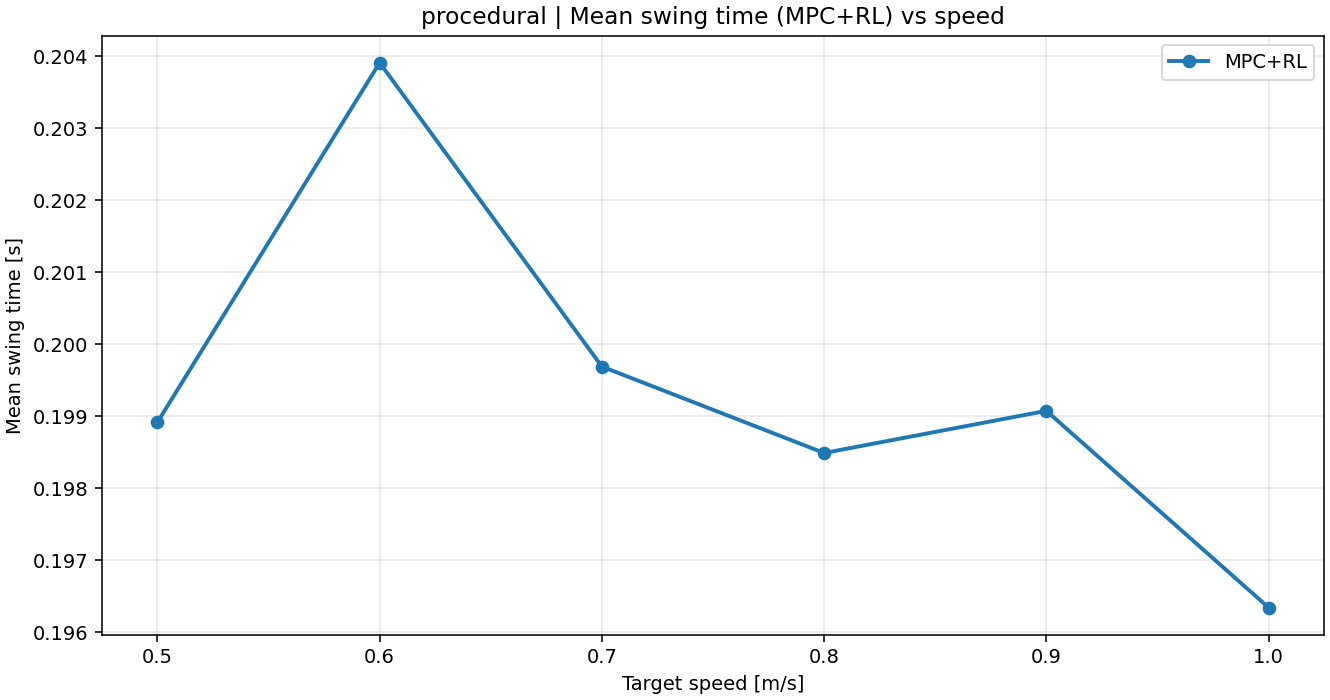 procedural | Mean swing time (MPC+RL) vs speed
MPC+RL
Mean swing time [s]
0.204
0.203
0.202
0.201
0.200
0.199
0.198
0.197
0.196
0.5 0.6 0.7 0.8 0.9 1.0
Target speed [m/s]